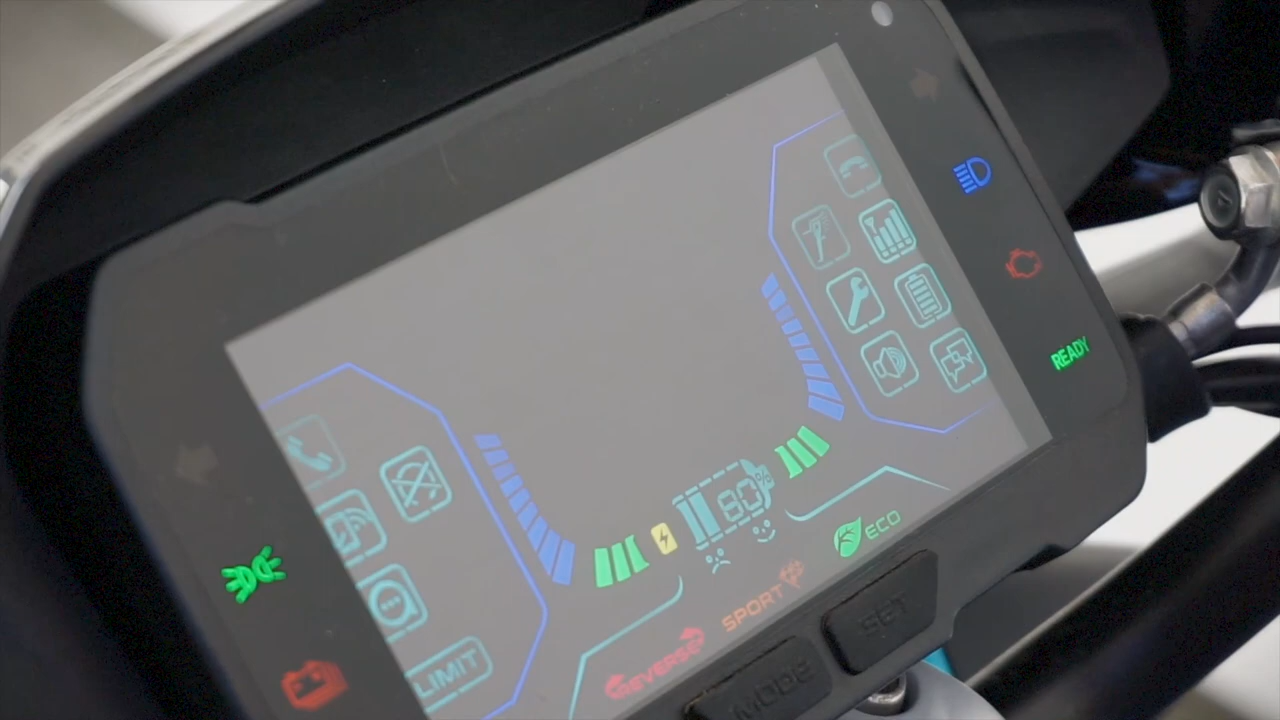 READY
80%
ECO
SPORT
REVERSE
LIMIT
SET
MODE